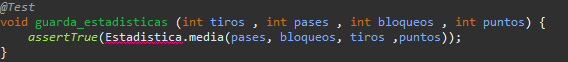 @Test
void guarda_estadisticas (int tiros , int pases , int bloqueos , int puntos) {
assertTrue(Estadistica.media(pases, bloqueos, tiros ,puntos));
}